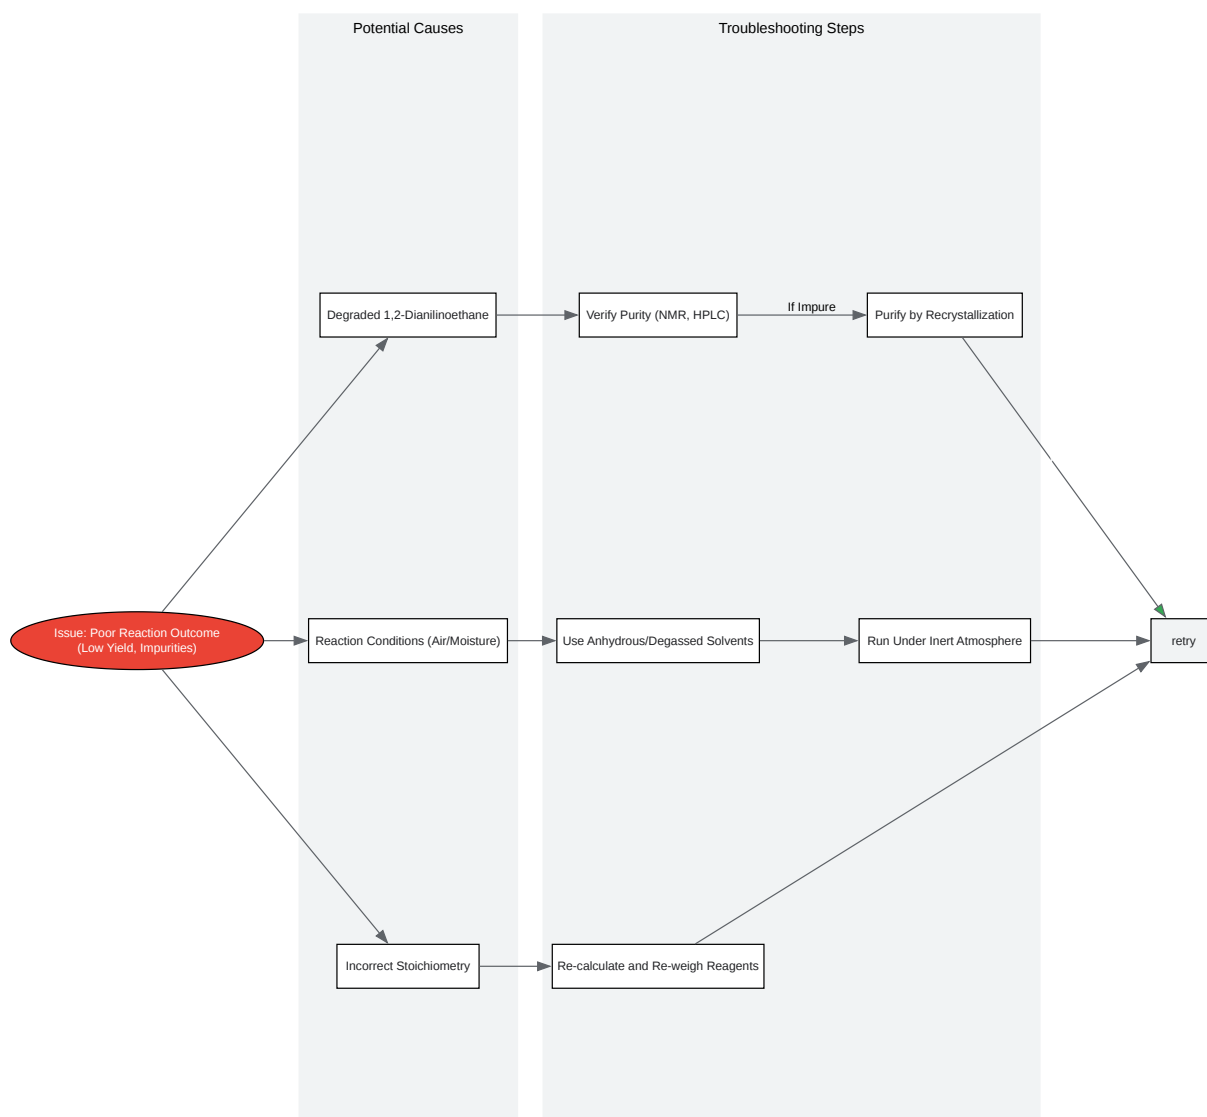 Potential Causes
Troubleshooting Steps
Degraded 1,2-Dianilinoethane
Verify Purity (NMR, HPLC)
If Impure
Purify by Recrystallization
Issue: Poor Reaction Outcome
(Low Yield, Impurities)
Reaction Conditions (Air/Moisture)
Use Anhydrous/Degassed Solvents
Run Under Inert Atmosphere
retry
Incorrect Stoichiometry
Re-calculate and Re-weigh Reagents